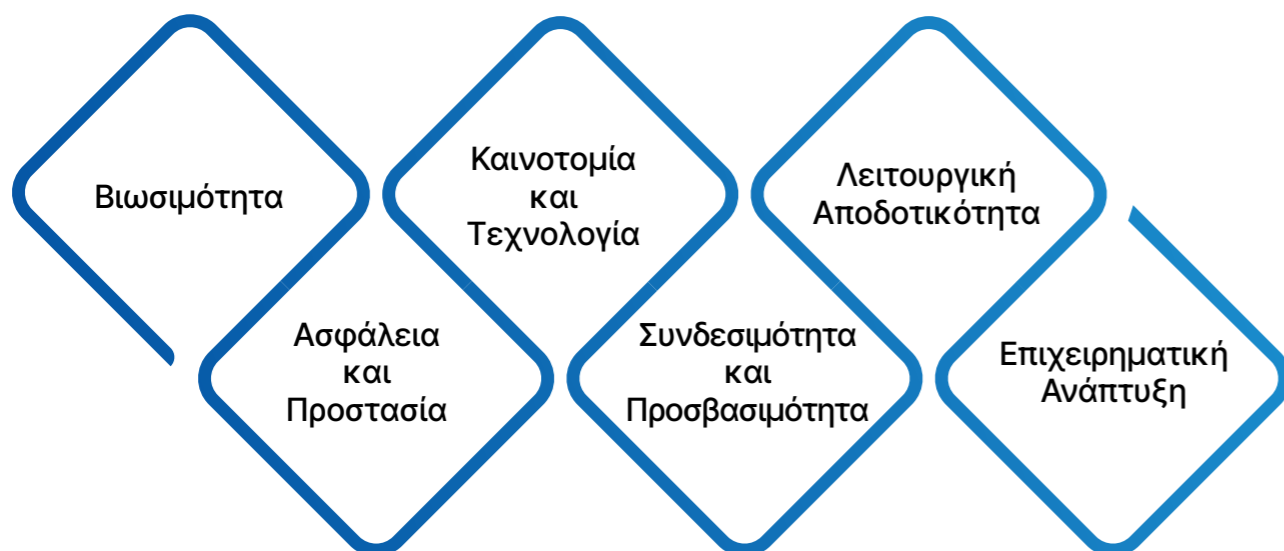 Βιωσιμότητα
Ασφάλεια
και
Προστασία
Καινοτομία
και
Τεχνολογία
Συνδεσιμότητα
και
Προσβασιμότητα
Λειτουργική
Αποδοτικότητα
Επιχειρηματική
Ανάπτυξη